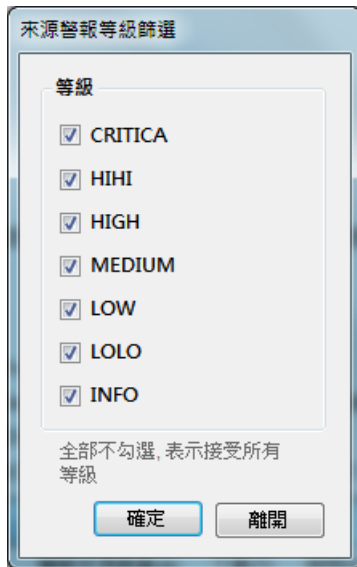 來源警報等級篩選
等級
CRITICA
HIHI
HIGH
MEDIUM
LOW
LOLO
INFO
全部不勾選, 表示接受所有
等級
確定
離開